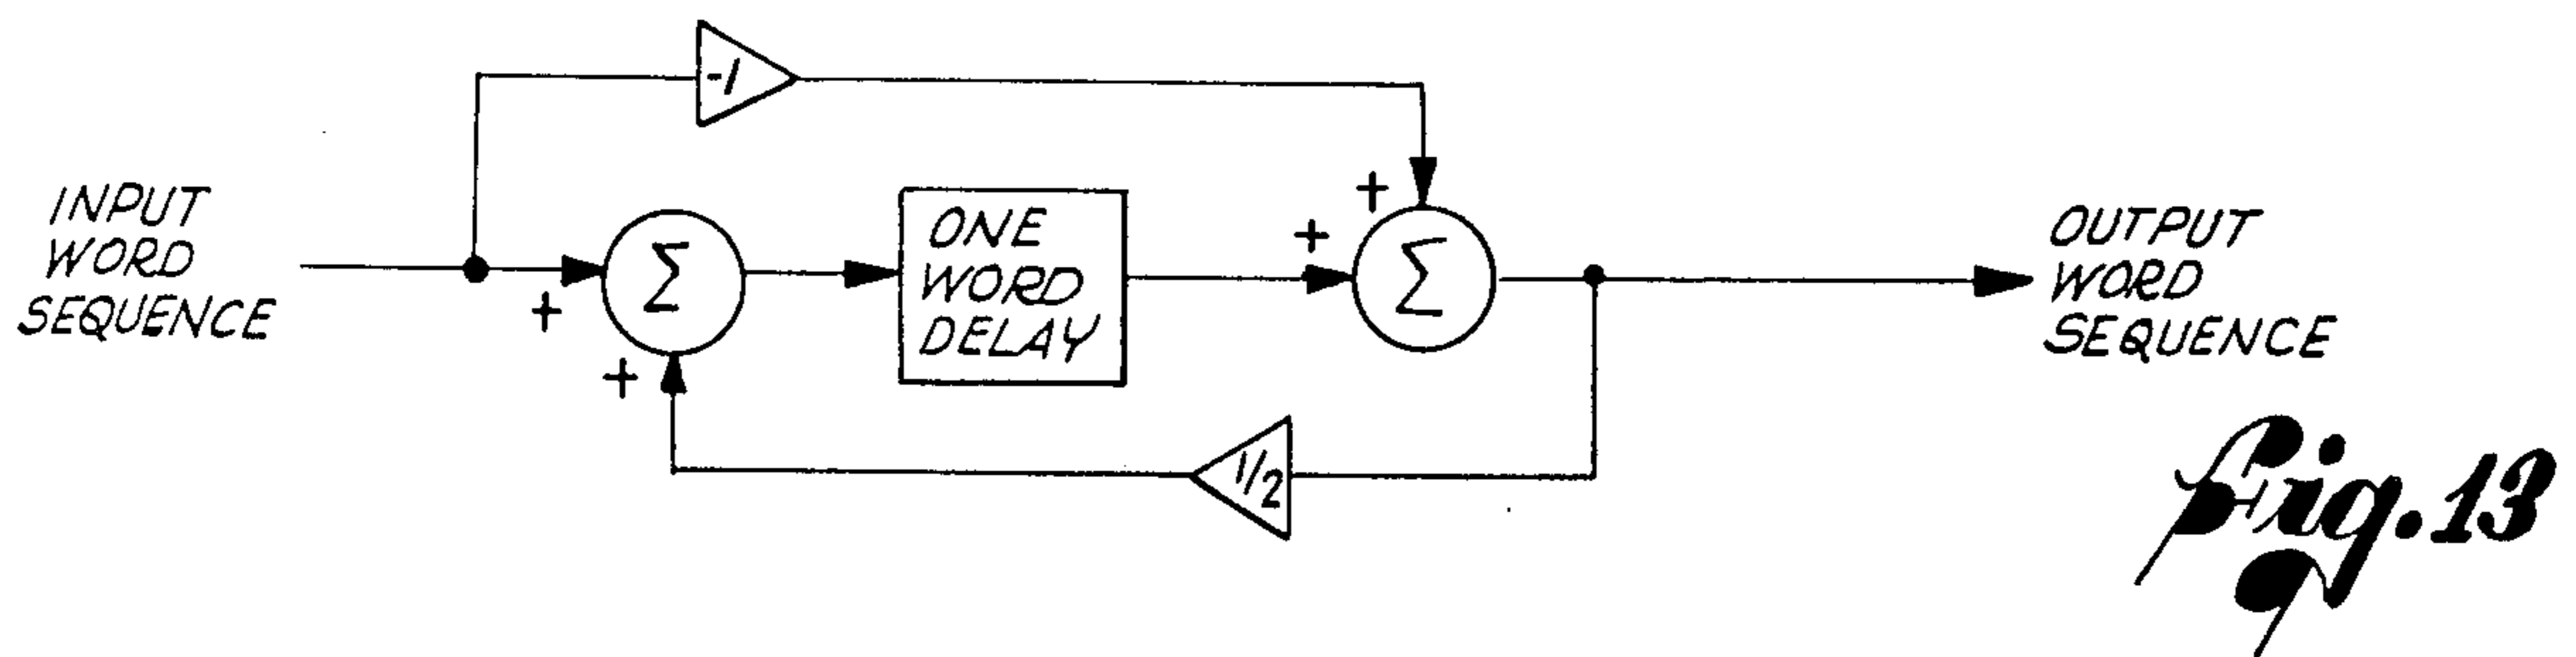 -1
INPUT
WORD
SEQUENCE
+
+
Σ
ONE
WORD
DELAY
+
+
Σ
OUTPUT
WORD
SEQUENCE
1/2
Fig. 13